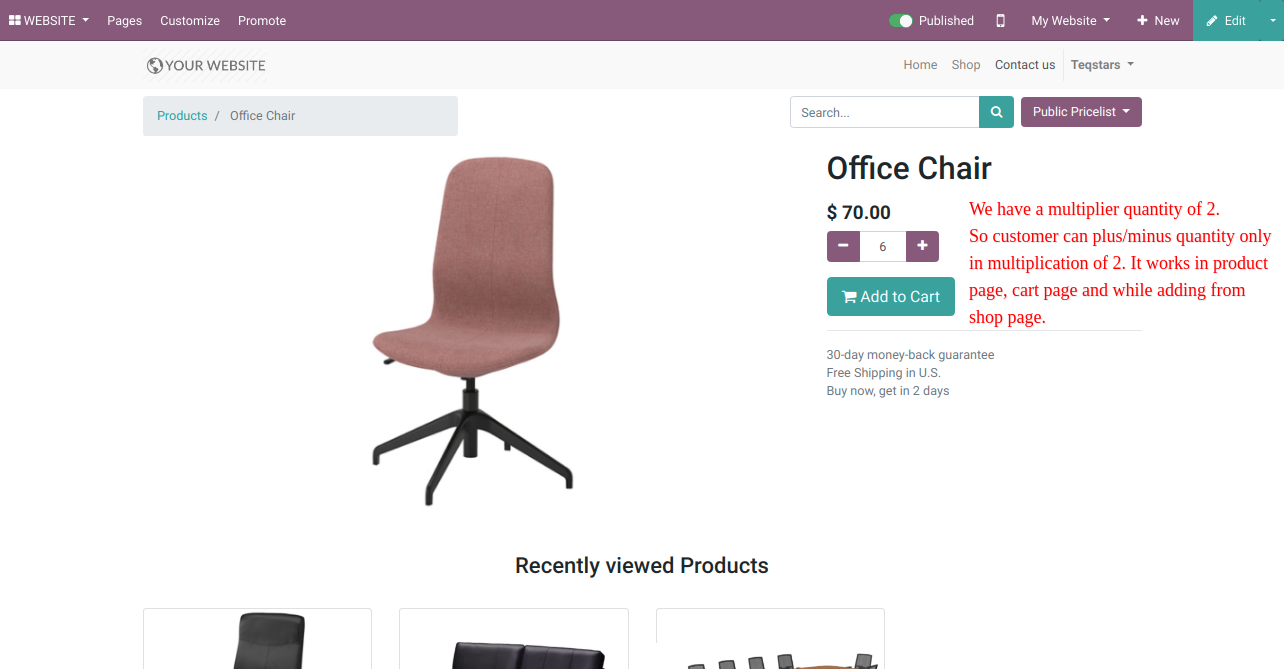 WEBSITE Pages Customize Promote Published My Website New Edit
YOUR WEBSITE Home Shop Contact us Teqstars
Products / Office Chair Search... Public Pricelist
Office Chair
$ 70.00
6
Add to Cart
We have a multiplier quantity of 2.
So customer can plus/minus quantity only
in multiplication of 2. It works in product
page, cart page and while adding from
shop page.
30-day money-back guarantee
Free Shipping in U.S.
Buy now, get in 2 days
Recently viewed Products